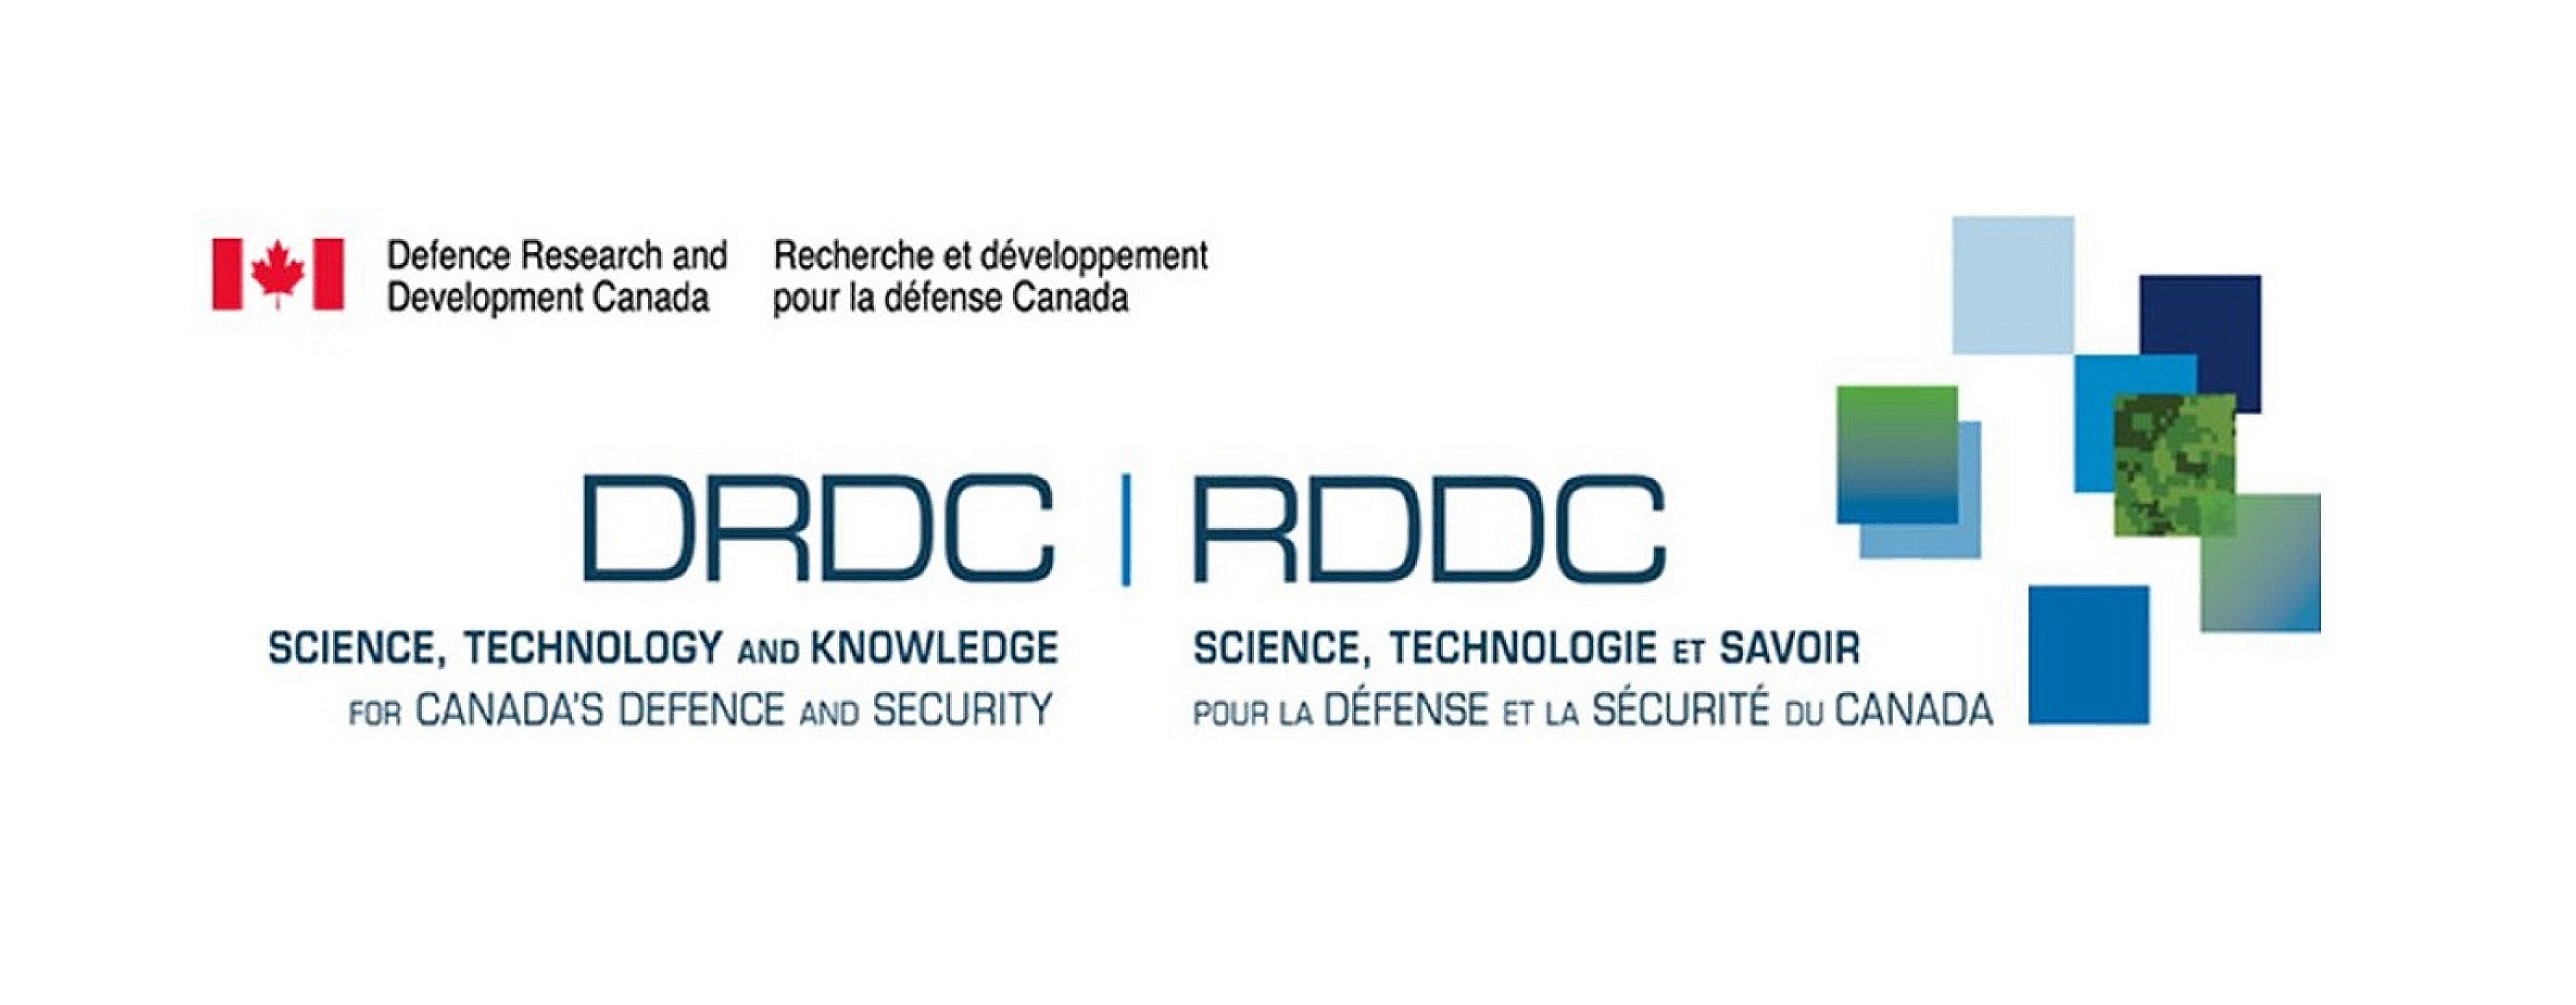 Defence Research and
Development Canada
Recherche et développement
pour la défense Canada
DRDC | RDDC
SCIENCE, TECHNOLOGY AND KNOWLEDGE
FOR CANADA'S DEFENCE AND SECURITY
SCIENCE, TECHNOLOGIE ET SAVOIR
POUR LA DÉFENSE ET LA SÉCURITÉ DU CANADA